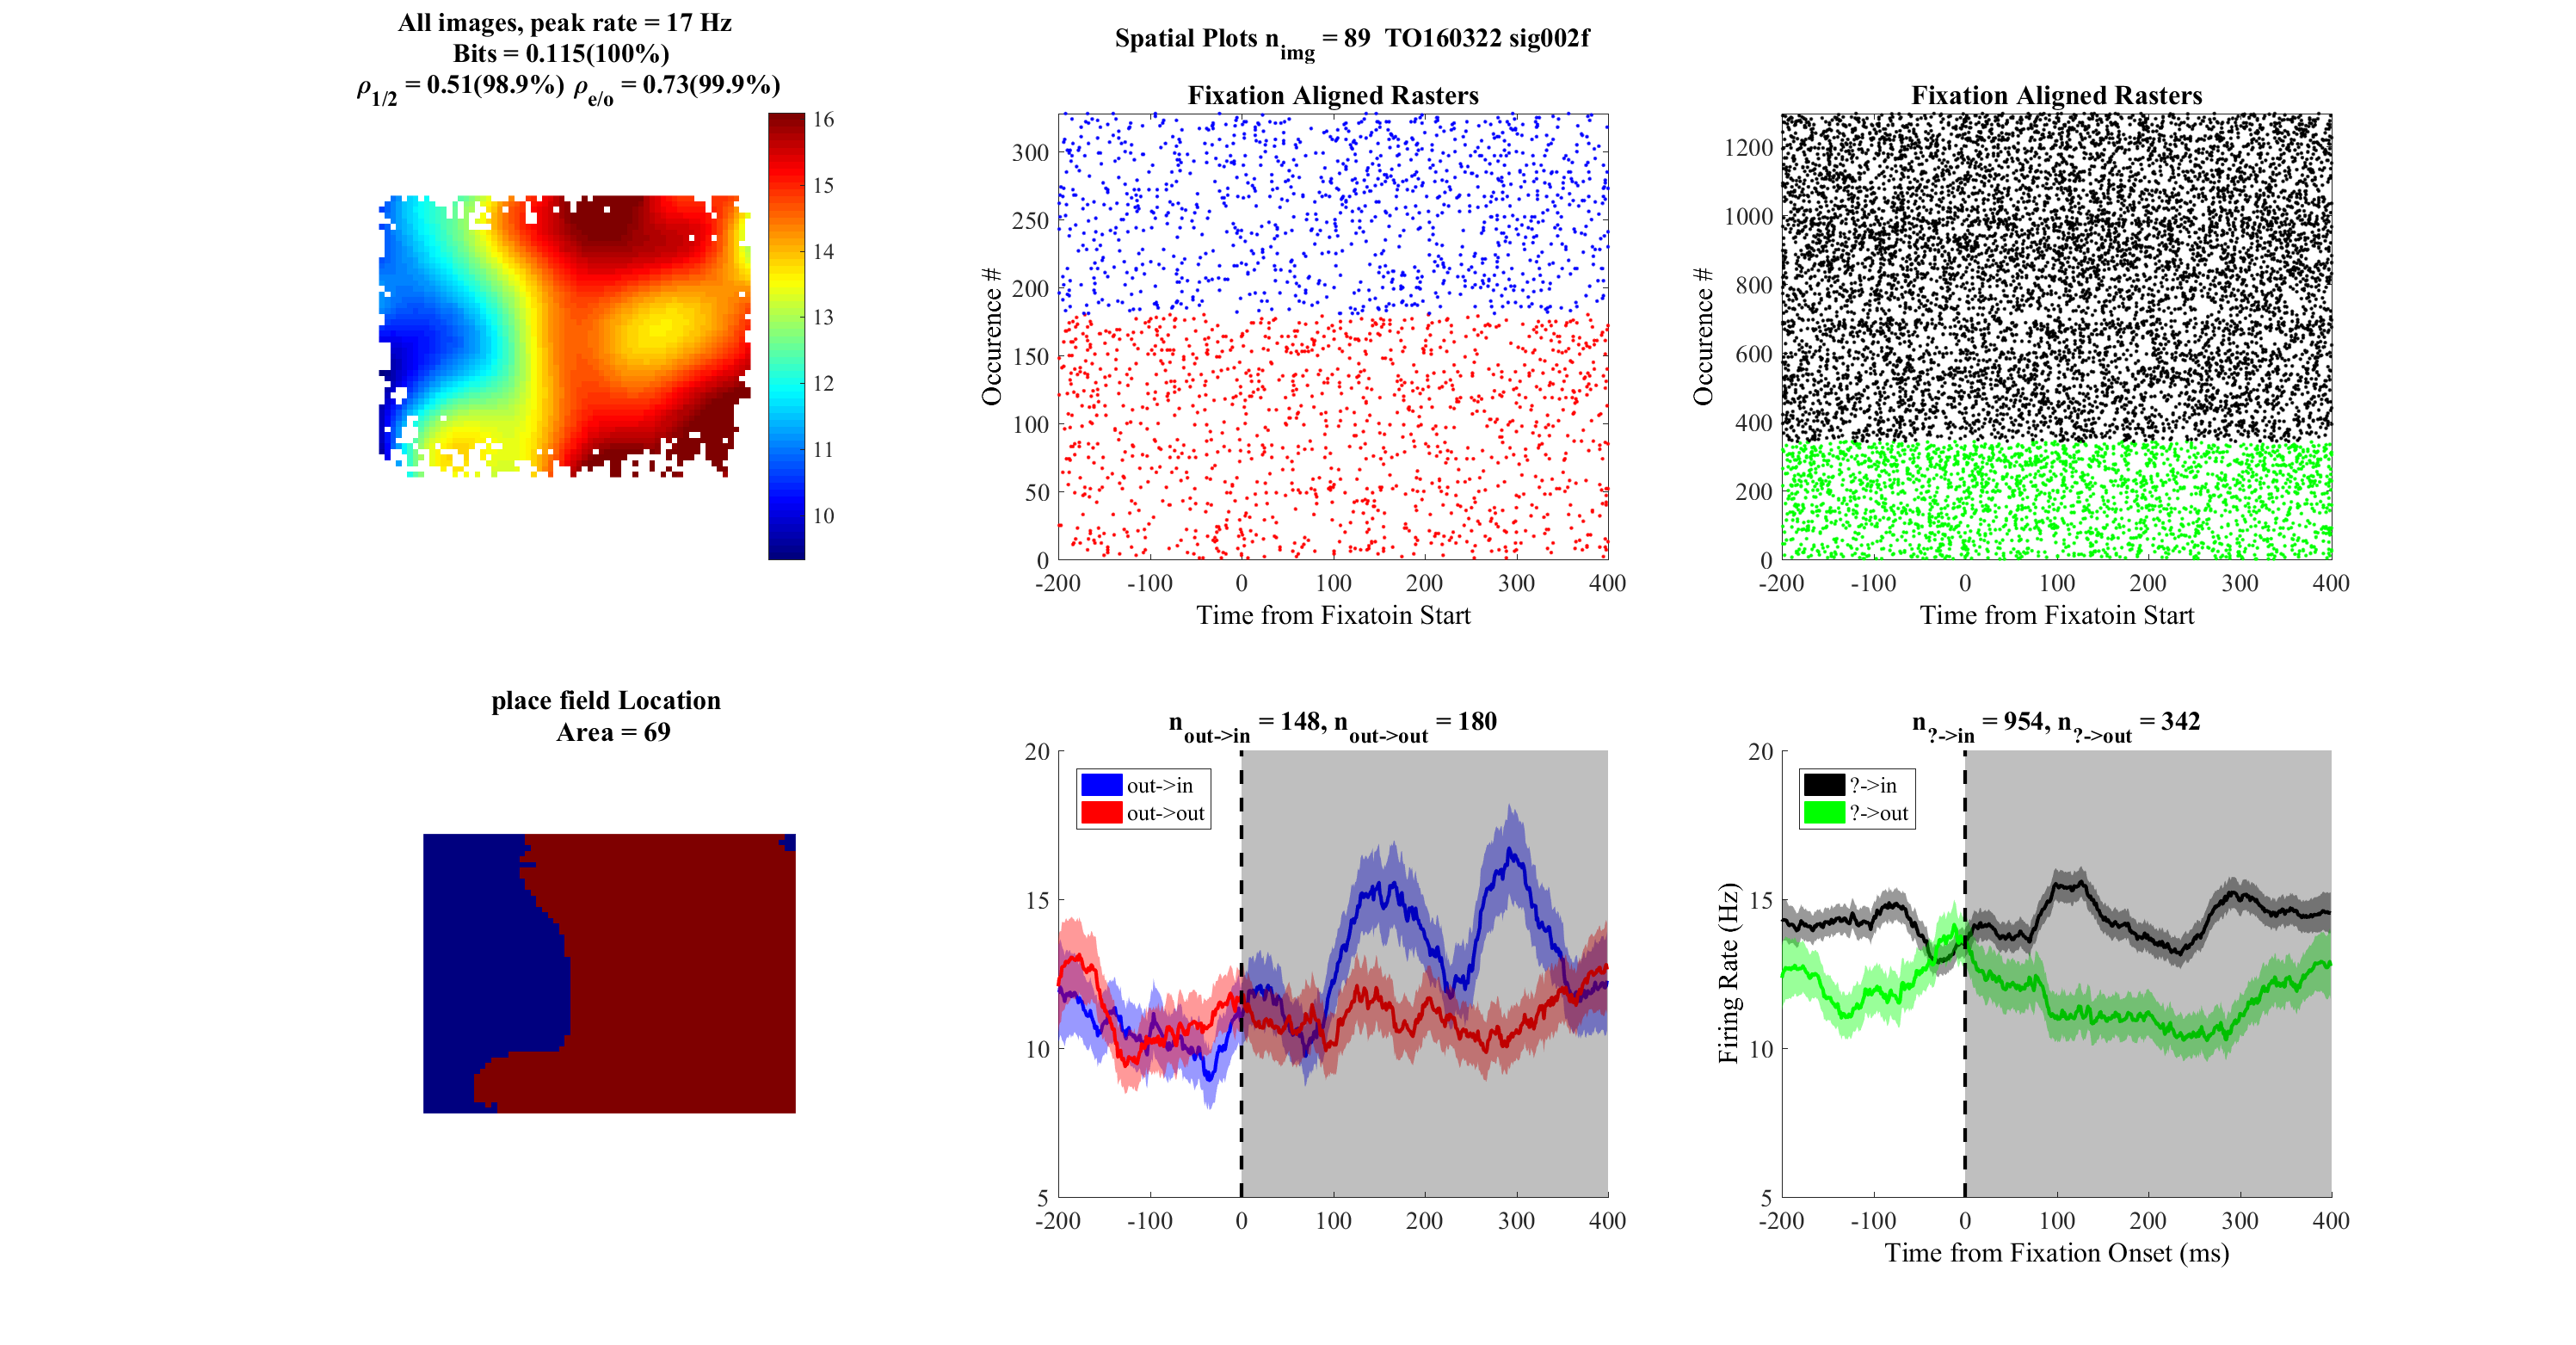 All images, peak rate = 17 Hz
Bits = 0.115(100%)
ρ1/2 = 0.51(98.9%) ρe/o = 0.73(99.9%)
16
15
14
13
12
11
10
Spatial Plots nimg = 89 TO160322 sig002f
Fixation Aligned Rasters
Occurence #
300
250
200
150
100
50
0
-200 -100 0 100 200 300 400
Time from Fixatoin Start
Fixation Aligned Rasters
Occurence #
1200
1000
800
600
400
200
0
-200 -100 0 100 200 300 400
Time from Fixatoin Start
place field Location
Area = 69
nout->in = 148, nout->out = 180
20
15
10
5
out->in
out->out
-200 -100 0 100 200 300 400
n?->in = 954, n?->out = 342
Firing Rate (Hz)
20
15
10
5
?->in
?->out
-200 -100 0 100 200 300 400
Time from Fixation Onset (ms)